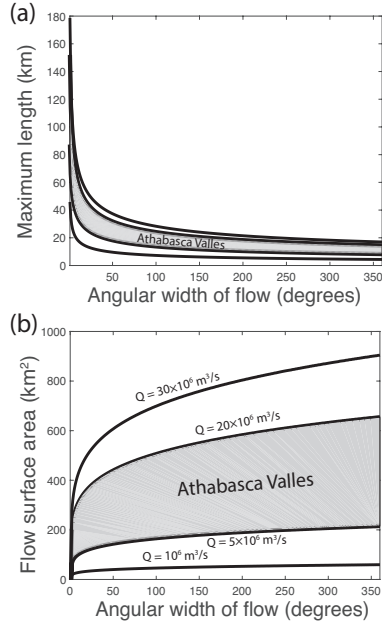 (a)
180
160
140
120
100
80
60
40
20
0
Maximum length (km)
Athabasca Valles
50 100 150 200 250 300 350
Angular width of flow (degrees)
(b)
1000
800
600
400
200
0
Flow surface area (km²)
Q = 30×10⁶ m³/s
Q = 20×10⁶ m³/s
Athabasca Valles
Q = 5×10⁶ m³/s
Q = 10⁶ m³/s
0 50 100 150 200 250 300 350
Angular width of flow (degrees)